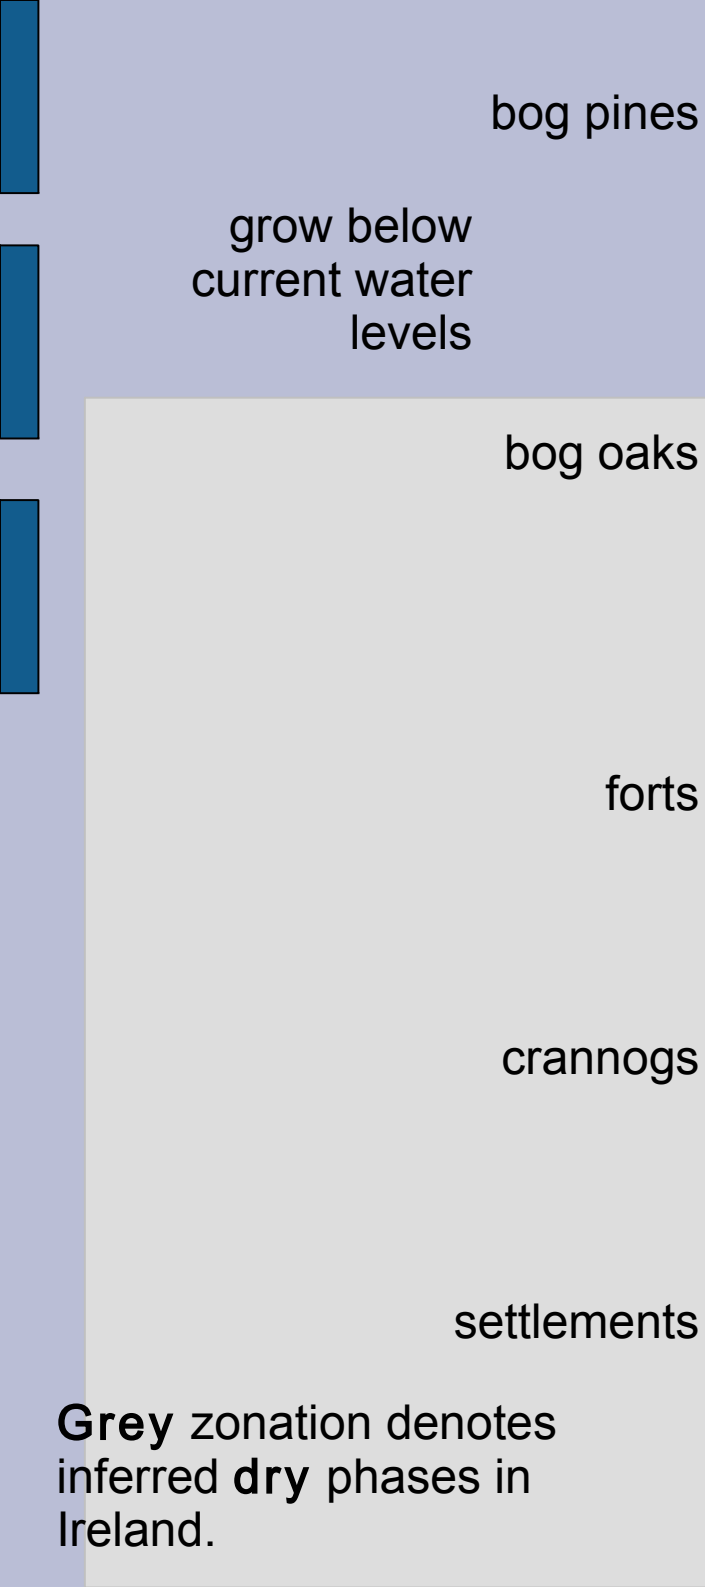 bog pines
grow below
current water
levels
bog oaks
forts
crannogs
settlements
Grey zonation denotes
inferred dry phases in
Ireland.